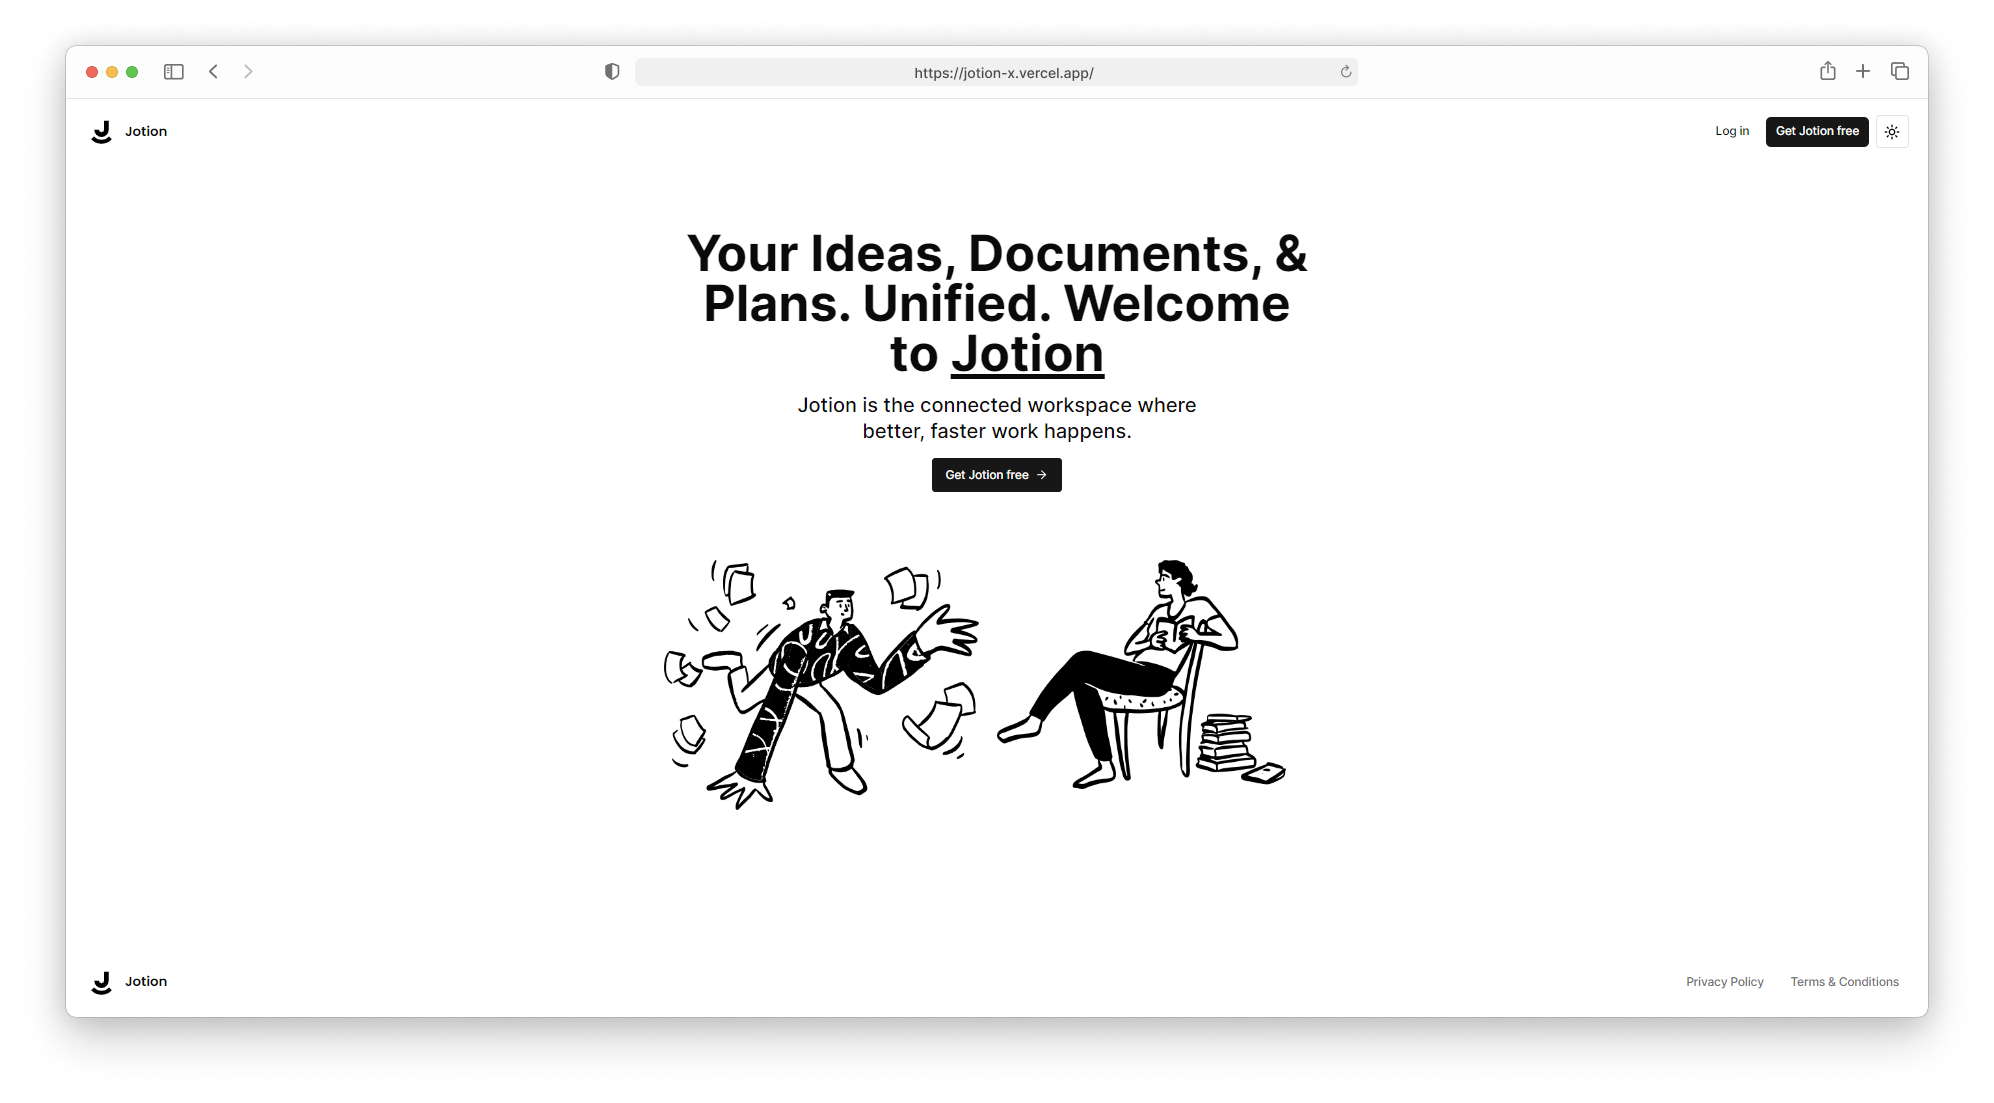 https://jotion-x.vercel.app/
Jotion
Log in
Get Jotion free
Your Ideas, Documents, &
Plans. Unified. Welcome
to Jotion
Jotion is the connected workspace where
better, faster work happens.
Get Jotion free →
Jotion
Privacy Policy
Terms & Conditions